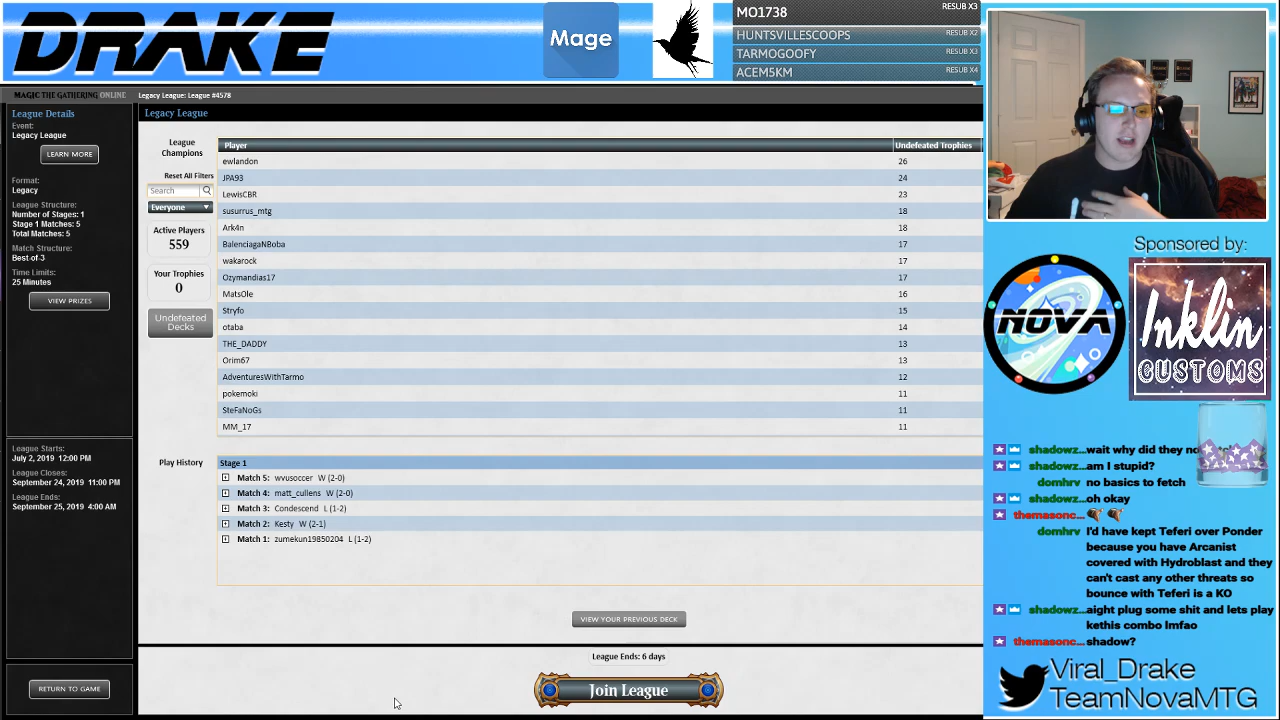 DRAKE
Mage
MO1738 RESUB X3
HUNTSVILLESCOOPS RESUB X2
TARMOGOOFY RESUB X3
ACEM5KM RESUB X4
MAGIC THE GATHERING ONLINE
Legacy League: League #4578
League Details
Event:
Legacy League
LEARN MORE
Format:
Legacy
League Structure:
Number of Stages: 1
Stage 1 Matches: 5
Total Matches: 5
Match Structure:
Best-of-3
Time Limits:
25 Minutes
VIEW PRIZES
League Starts:
July 2, 2019 12:00 PM
League Closes:
September 24, 2019 11:00 PM
League Ends:
September 25, 2019 4:00 AM
RETURN TO GAME
Legacy League
League
Champions
Reset All Filters
Search
Everyone
Active Players
559
Your Trophies
0
Undefeated
Decks
Player Undefeated Trophies
ewlandon 26
JPA93 24
LewisCBR 23
susurrus_mtg 18
Ark4n 18
BalenciagaNBoba 17
wakarock 17
Ozymandias17 17
MatsOle 16
Stryfo 15
otaba 14
THE_DADDY 13
Orim67 13
AdventuresWithTarmo 12
pokemoki 11
SteFaNoGs 11
MM_17 11
Play History
Stage 1
Match 5: wvusoccer W (2-0)
Match 4: matt_cullens W (2-0)
Match 3: Condescend L (1-2)
Match 2: Kesty W (2-1)
Match 1: zumekun19850204 L (1-2)
VIEW YOUR PREVIOUS DECK
League Ends: 6 days
Join League
Sponsored by:
NOVA
Inklin
CUSTOMS
shadowz... wait why did they no
shadowz... am I stupid?
domhrv no basics to fetch
shadowz... oh okay
themasonc...
domhrv I'd have kept Teferi over Ponder
because you have Arcanist
covered with Hydroblast and they
can't cast any other threats so
bounce with Teferi is a KO
shadowz... aight plug some shit and lets play
kethis combo lmfao
themasonc... shadow?
Viral_Drake
TeamNovaMTG